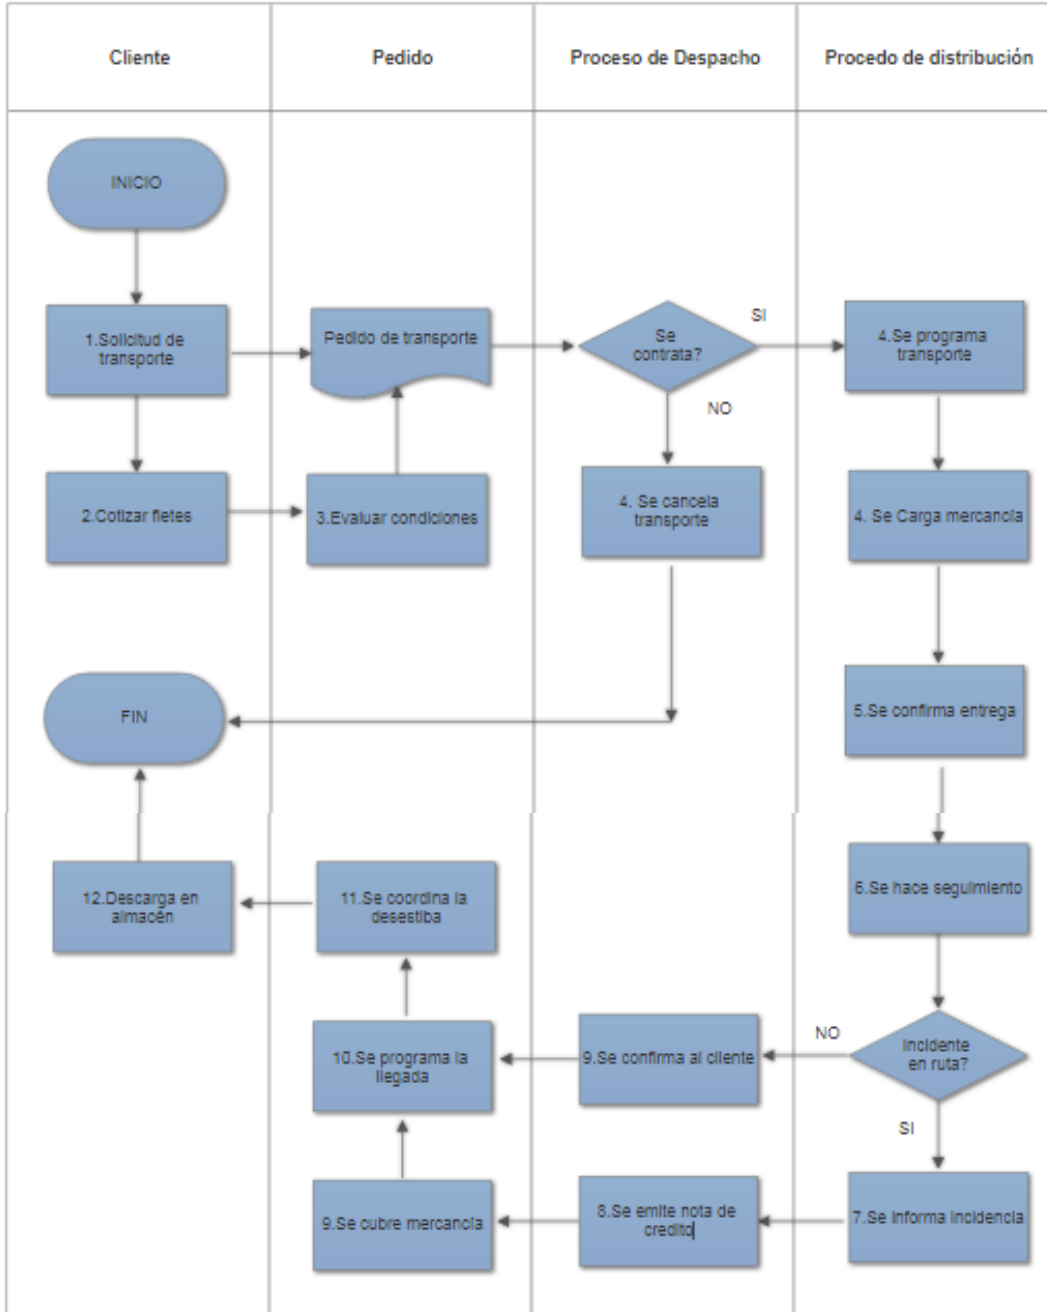 Cliente
Pedido
Proceso de Despacho
Procedo de distribución
INICIO
1.Solicitud de
transporte
Pedido de transporte
Se
contrata?
SI
4.Se programa
transporte
NO
2.Cotizar fletes
3.Evaluar condiciones
4. Se cancela
transporte
4. Se Carga mercancía
FIN
5.Se confirma entrega
12.Descarga en
almacén
11.Se coordina la
desestiba
6.Se hace seguimiento
10.Se programa la
llegada
9.Se confirma al cliente
NO
Incidente
en ruta?
SI
9.Se cubre mercancía
8.Se emite nota de
credito
7.Se informa incidencia